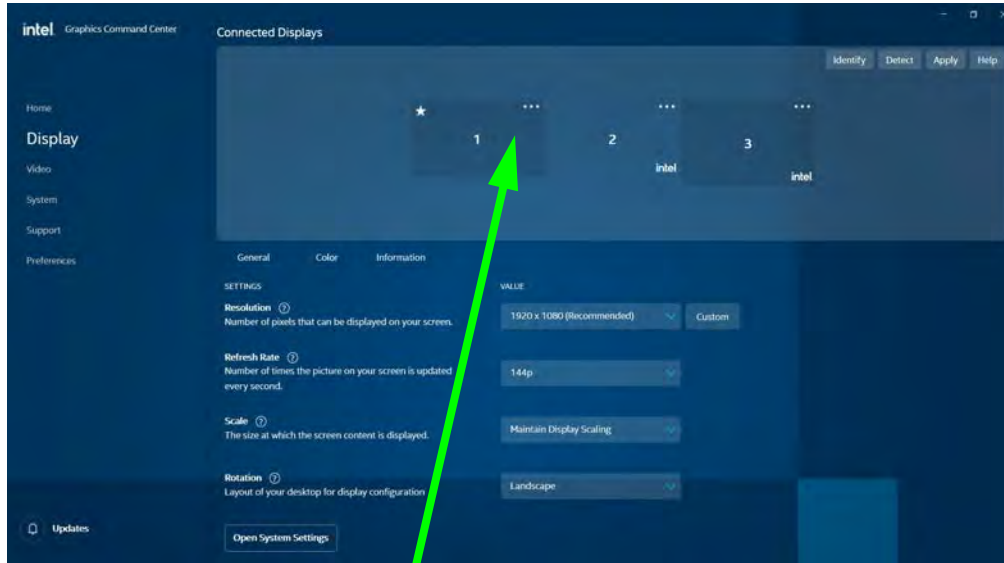 intel. Graphics Command Center
Connected Displays
Identify Detect Apply Help
Home
Display
Video
System
Support
Preferences
1
2
intel
3
intel
General Color Information
SETTINGS VALUE
Resolution ?
Number of pixels that can be displayed on your screen.
1920 x 1080 (Recommended)
Custom
Refresh Rate ?
Number of times the picture on your screen is updated
every second.
144p
Scale ?
The size at which the screen content is displayed.
Maintain Display Scaling
Rotation ?
Layout of your desktop for display configuration
Landscape
Updates
Open System Settings